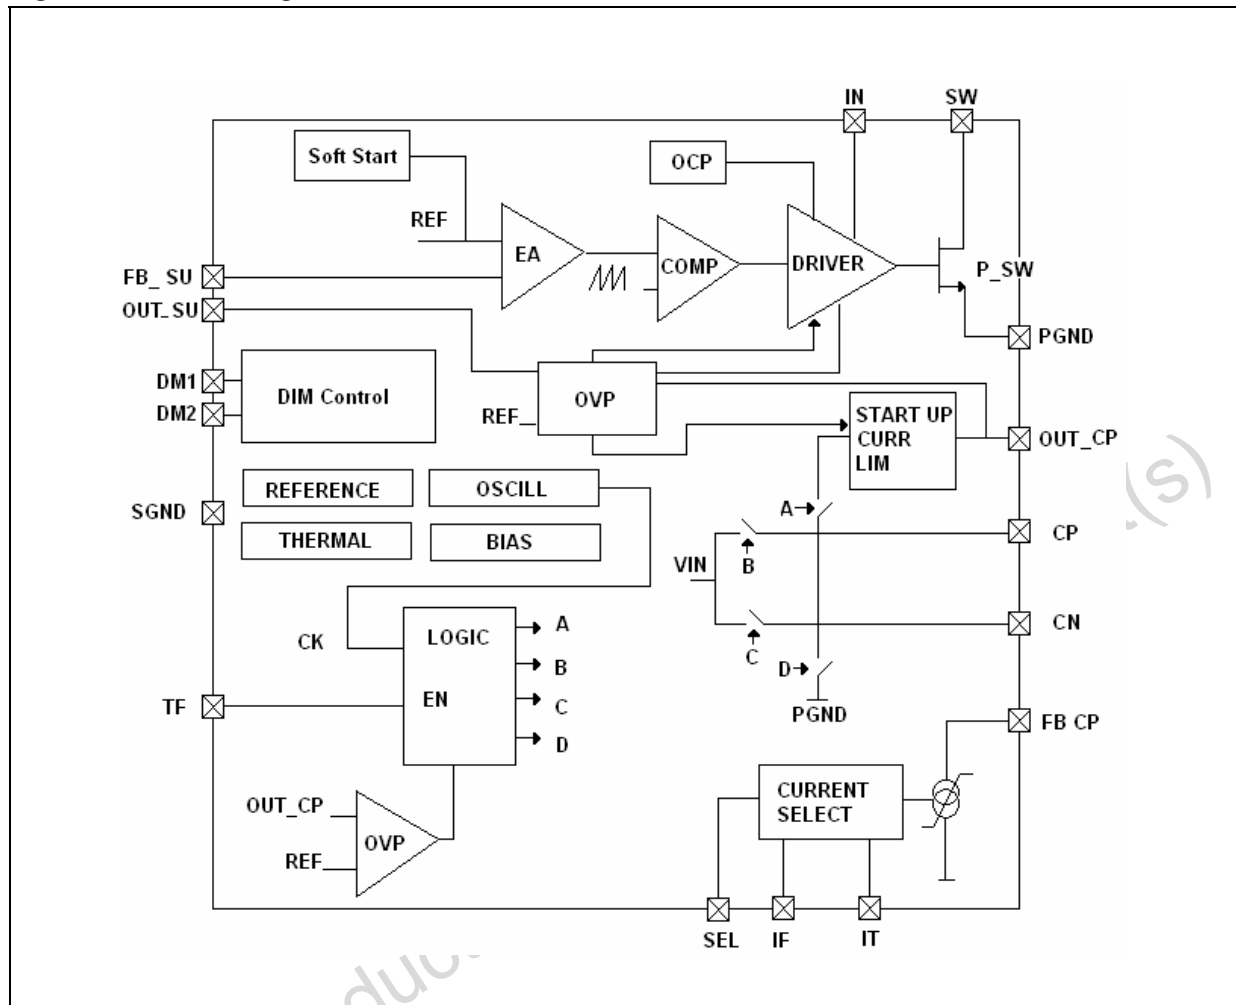 IN SW
Soft Start
OCP
REF
EA
COMP
DRIVER
P_SW
FB_ SU
OUT_SU
PGND
DM1
DM2
DIM Control
OVP
REF
START UP
CURR
LIM
OUT_CP
REFERENCE
OSCILL
SGND
THERMAL
BIAS
A
CP
VIN
B
CN
C
CK
LOGIC
A
B
D
TF
EN
C
PGND
FB CP
D
OUT_CP
CURRENT
SELECT
OVP
REF
SEL IF IT